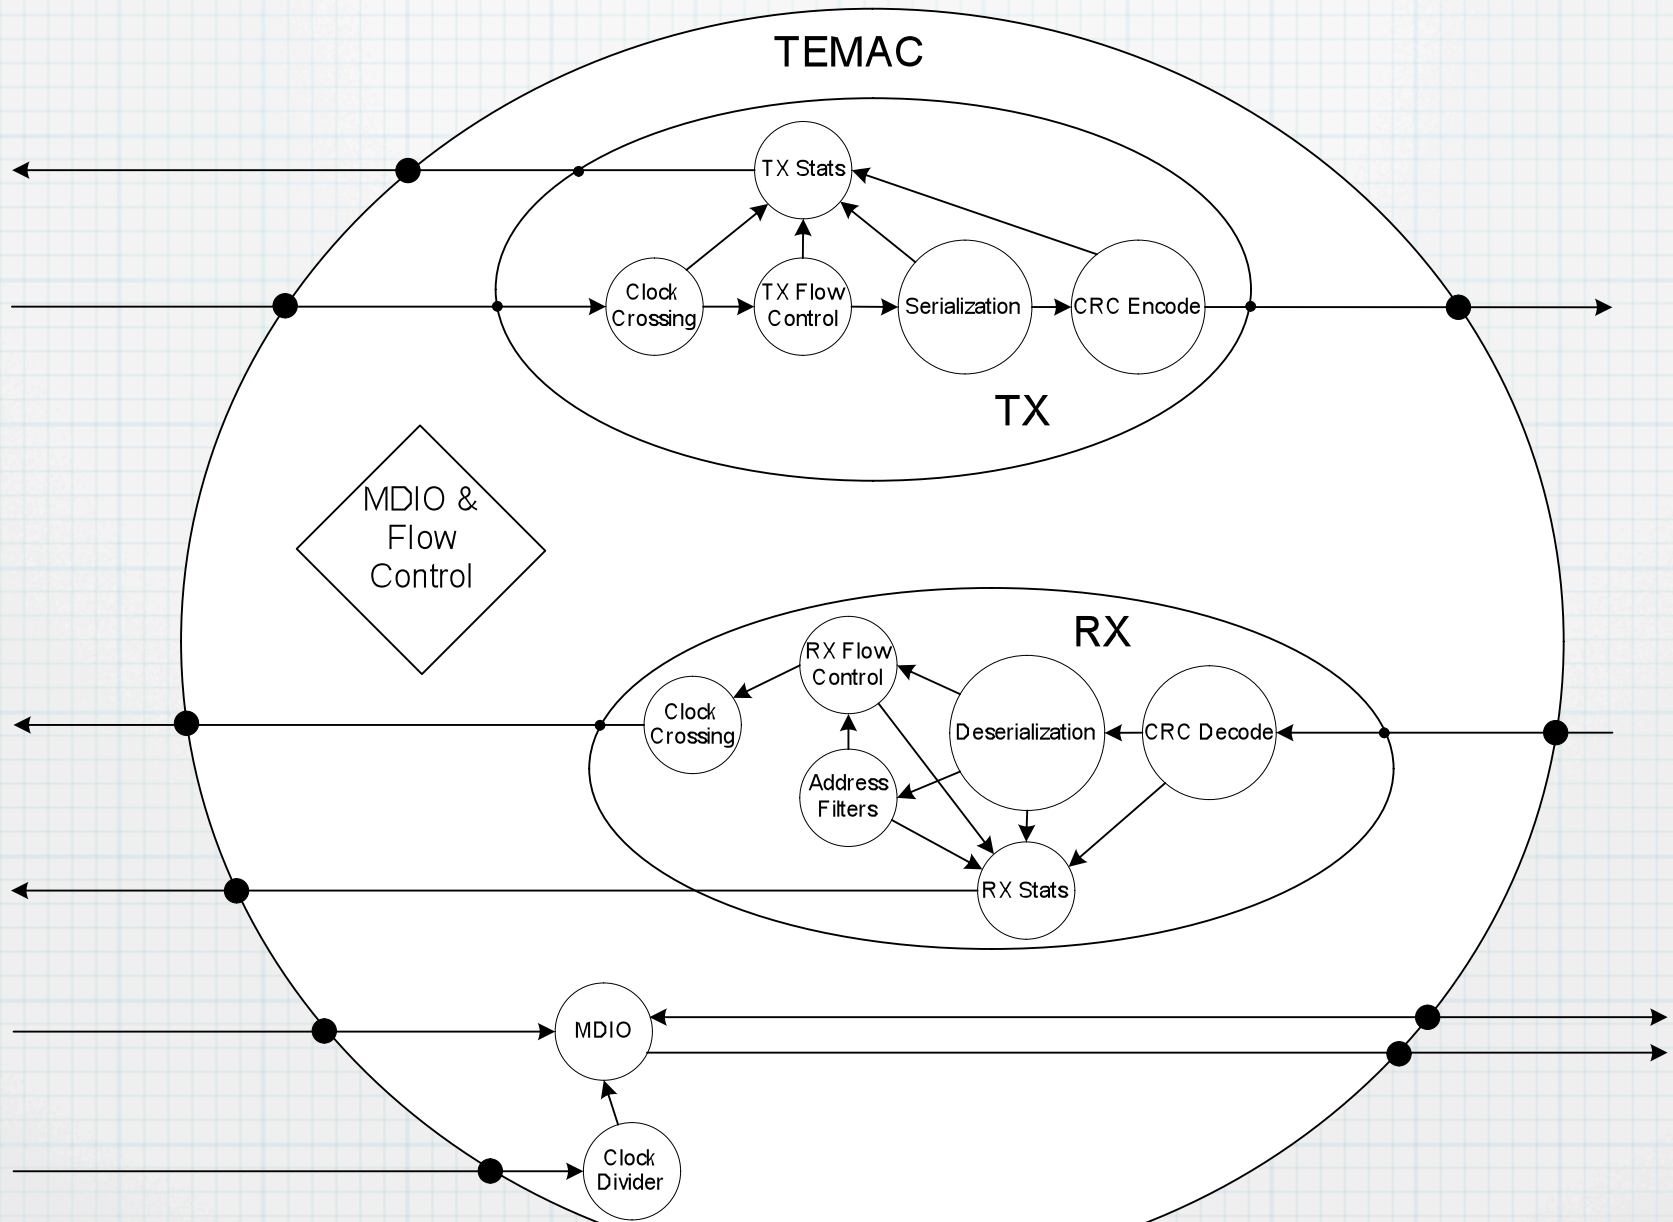 TEMAC
TX Stats
Clock
Crossing
TX Flow
Control
Serialization
CRC Encode
TX
MDIO &
Flow
Control
RX
RX Flow
Control
Clock
Crossing
Deserialization
CRC Decode
Address
Filters
RX Stats
MDIO
Clock
Divider